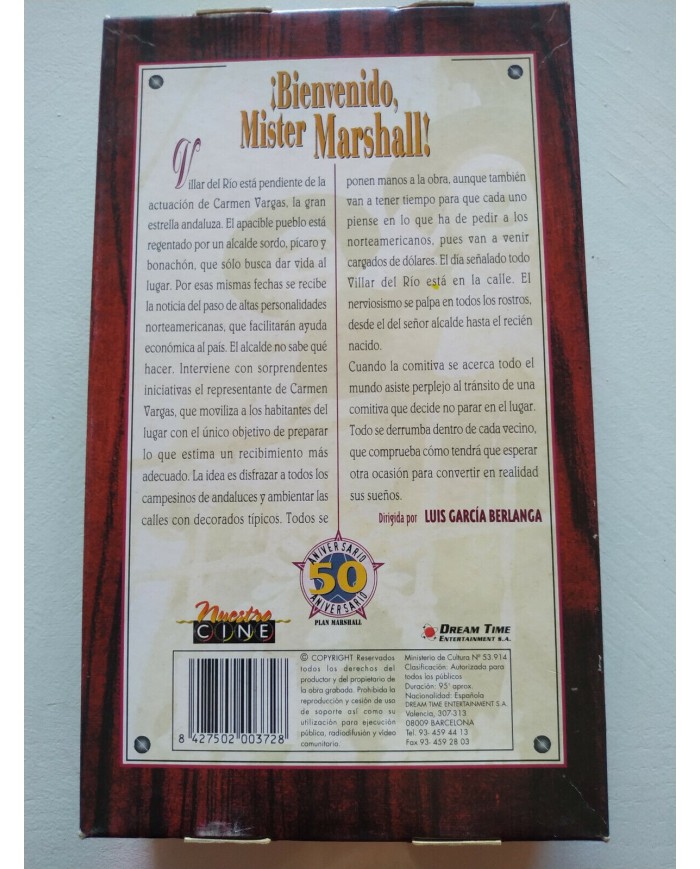 ¡Bienvenido,
Mister Marshall!
Villar del Río está pendiente de la
actuación de Carmen Vargas, la gran
estrella andaluza. El apacible pueblo está
regentado por un alcalde sordo, pícaro y
bonachón, que sólo busca dar vida al
lugar. Por esas mismas fechas se recibe
la noticia del paso de altas personalidades
norteamericanas, que facilitarán ayuda
económica al país. El alcalde no sabe qué
hacer. Interviene con sorprendentes
iniciativas el representante de Carmen
Vargas, que moviliza a los habitantes del
lugar con el único objetivo de preparar
lo que estima un recibimiento más
adecuado. La idea es disfrazar a todos los
campesinos de andaluces y ambientar las
calles con decorados típicos. Todos se
ponen manos a la obra, aunque también
van a tener tiempo para que cada uno
piense en lo que ha de pedir a los
norteamericanos, pues van a venir
cargados de dólares. El día señalado todo
Villar del Río está en la calle. El
nerviosismo se palpa en todos los rostros,
desde el del señor alcalde hasta el recién
nacido.
Cuando la comitiva se acerca todo el
mundo asiste perplejo al tránsito de una
comitiva que decide no parar en el lugar.
Todo se derrumba dentro de cada vecino,
que comprueba cómo tendrá que esperar
otra ocasión para convertir en realidad
sus sueños.
Dirigida por LUIS GARCÍA BERLANGA
ANIVERSARIO
50
ANIVERSARIO
PLAN MARSHALL
Nuestro
CINE
DREAM TIME
ENTERTAINMENT S.A.
8 427502 003728
© COPYRIGHT Reservados
todos los derechos del
productor y del propietario de
la obra grabada. Prohibida la
reproducción y cesión de uso
de soporte así como su
utilización para ejecución
pública, radiodifusión y vídeo
comunitario.
Ministerio de Cultura Nº 53.914
Clasificación: Autorizada para
todos los públicos
Duración: 95' aprox.
Nacionalidad: Española
DREAM TIME ENTERTAINMENT S.A.
Valencia, 307-313
08009 BARCELONA
Tel. 93- 459 44 13
Fax 93- 459 28 03